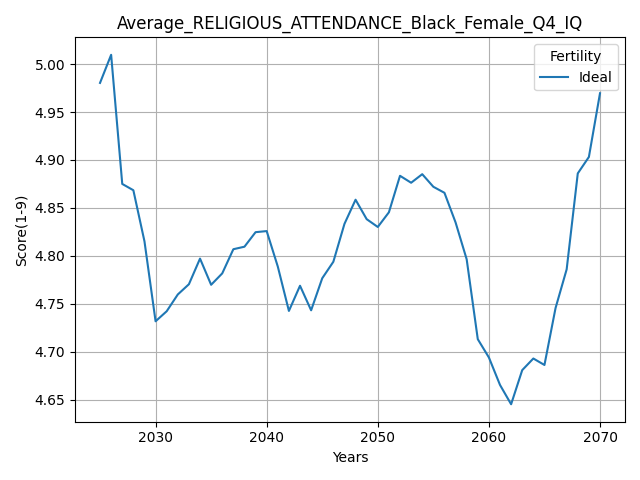 Average_RELIGIOUS_ATTENDANCE_Black_Female_Q4_IQ
Fertility
Ideal
Score(1-9)
5.00
4.95
4.90
4.85
4.80
4.75
4.70
4.65
2030 2040 2050 2060 2070
Years